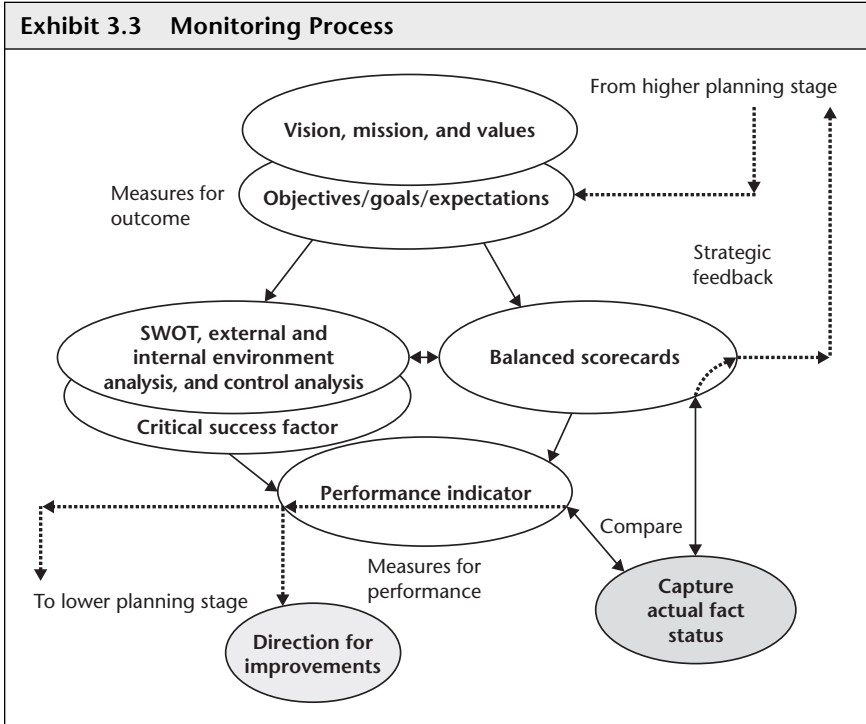 Exhibit 3.3 Monitoring Process
From higher planning stage
Vision, mission, and values
Measures for
outcome
Objectives/goals/expectations
Strategic
feedback
SWOT, external and
internal environment
analysis, and control analysis
Balanced scorecards
Critical success factor
Performance indicator
Compare
Measures for
performance
To lower planning stage
Capture
actual fact
status
Direction for
improvements